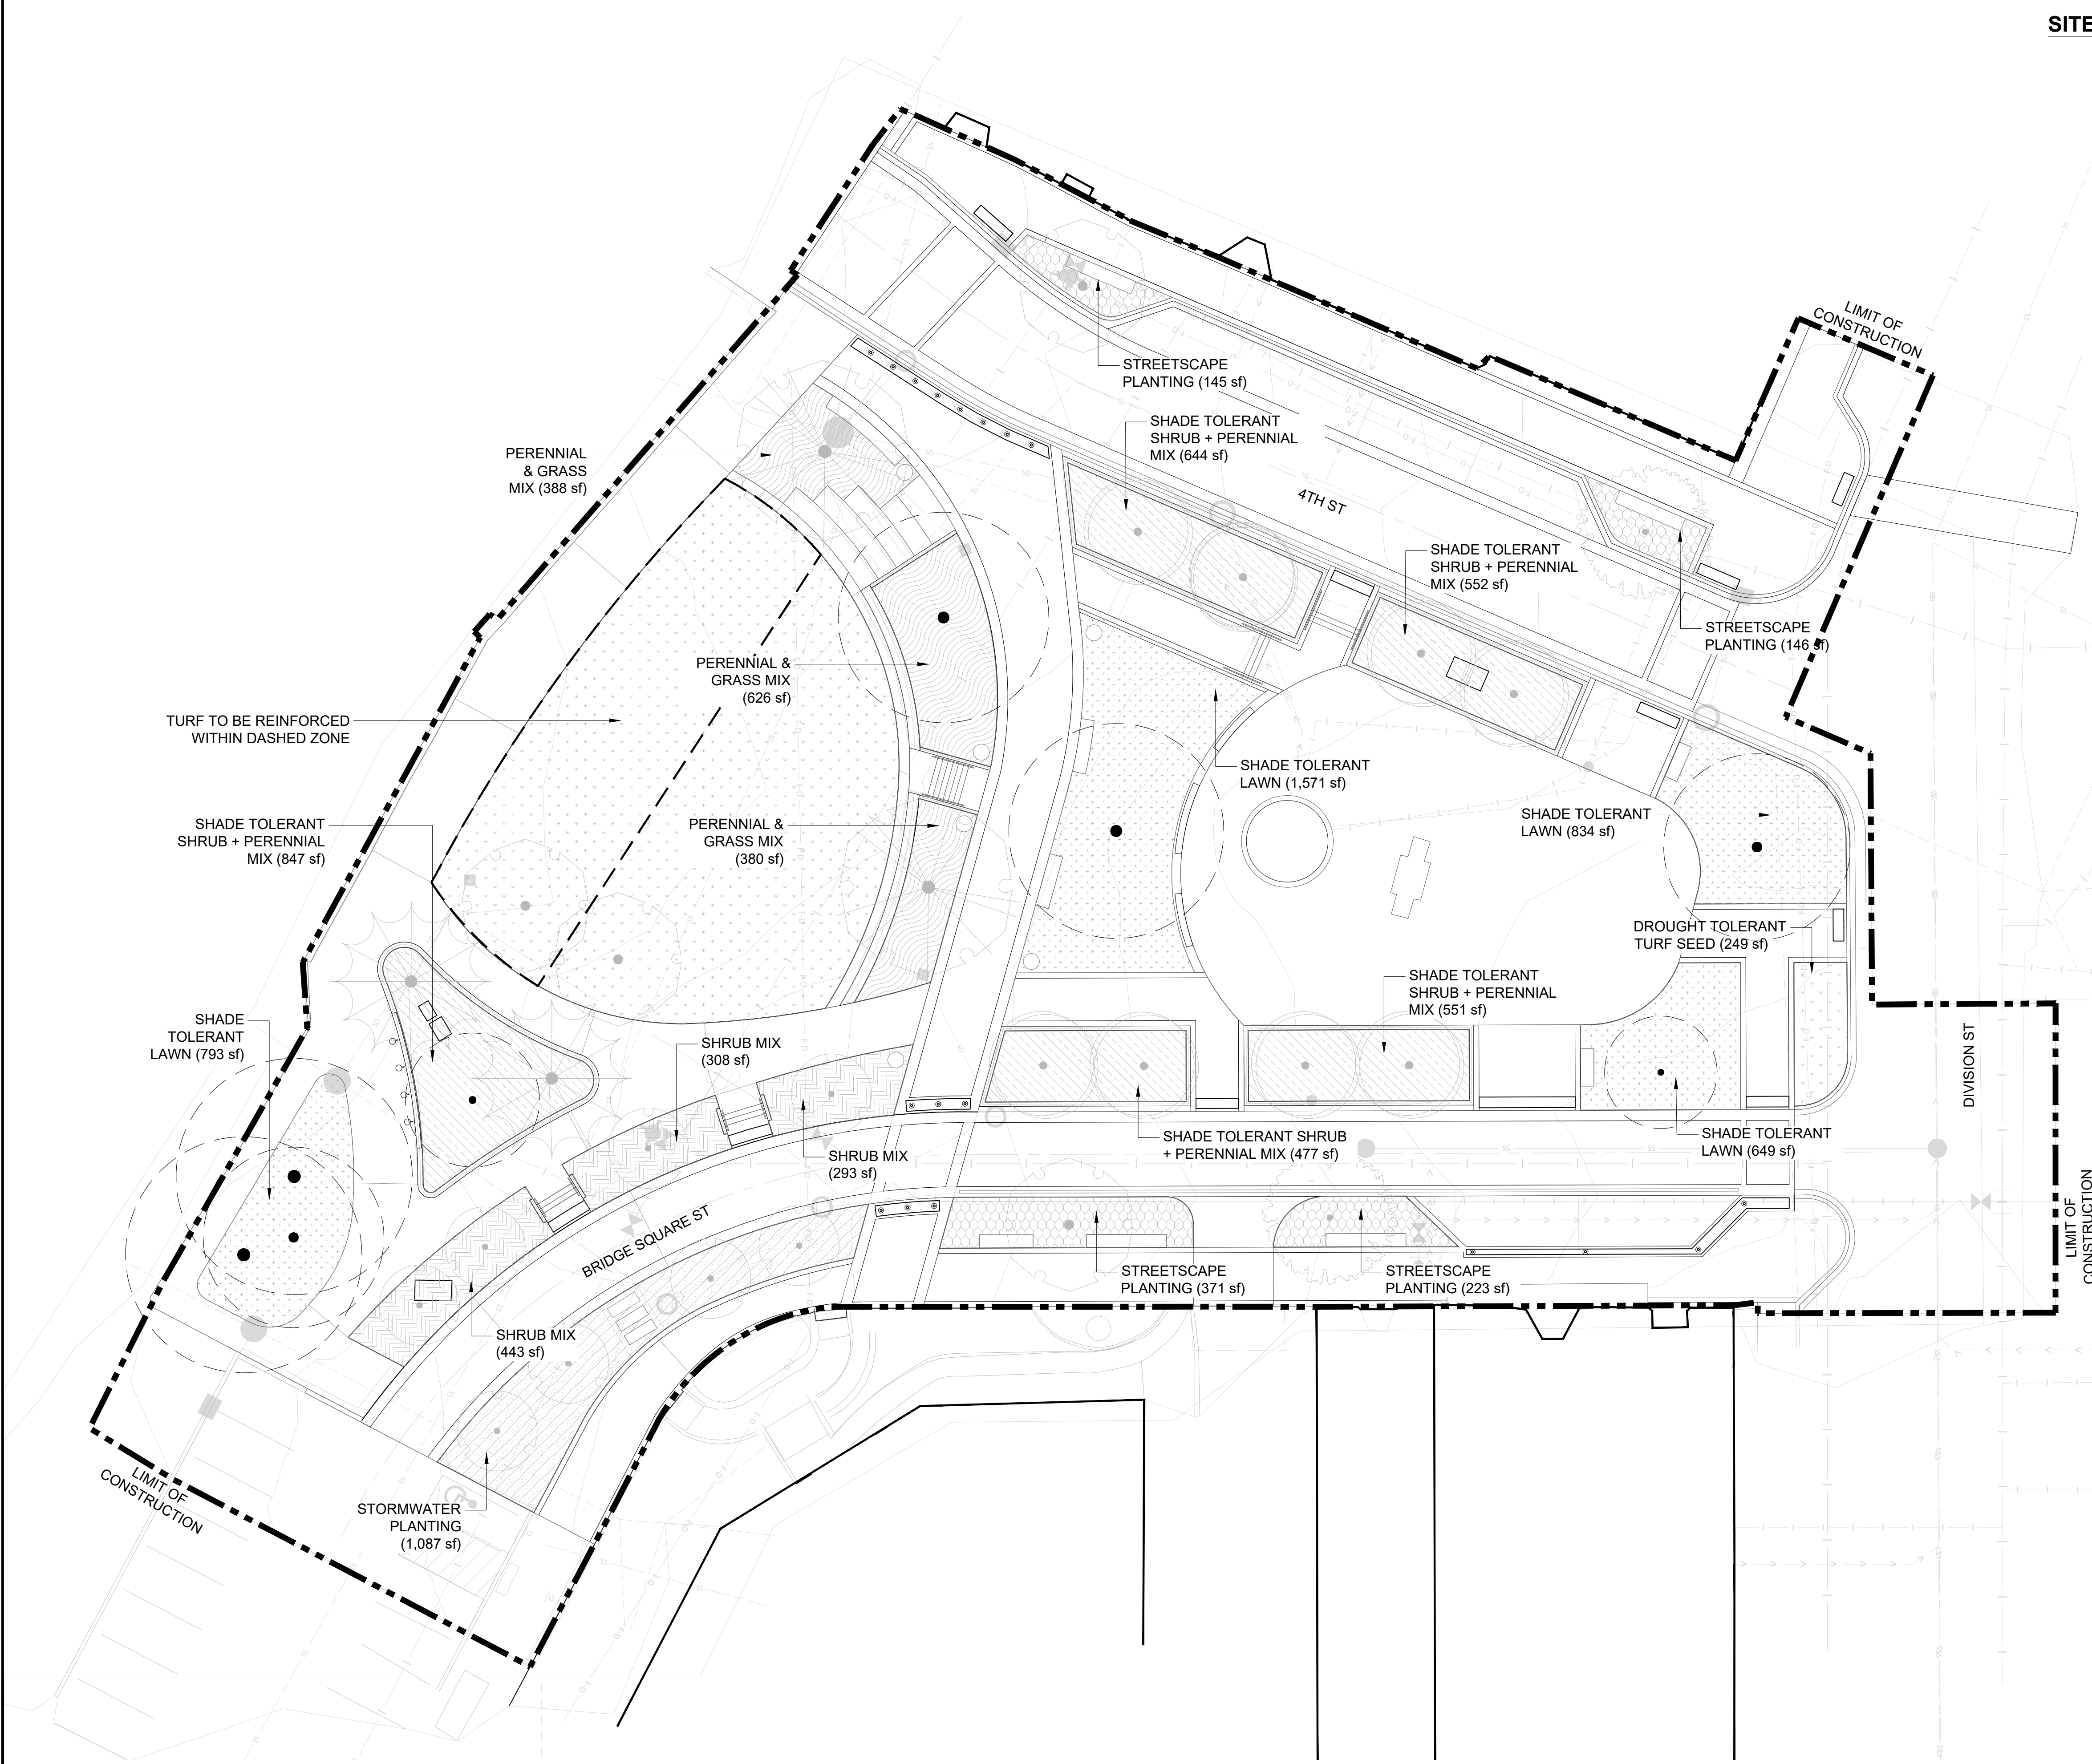 SITE
LIMIT OF
CONSTRUCTION
STREETSCAPE
PLANTING (145 sf)
SHADE TOLERANT
SHRUB + PERENNIAL
MIX (644 sf)
PERENNIAL
& GRASS
MIX (388 sf)
4TH ST
SHADE TOLERANT
SHRUB + PERENNIAL
MIX (552 sf)
STREETSCAPE
PLANTING (146 sf)
PERENNIAL &
GRASS MIX
(626 sf)
TURF TO BE REINFORCED
WITHIN DASHED ZONE
SHADE TOLERANT
LAWN (1,571 sf)
SHADE TOLERANT
LAWN (834 sf)
SHADE TOLERANT
SHRUB + PERENNIAL
MIX (847 sf)
PERENNIAL &
GRASS MIX
(380 sf)
DROUGHT TOLERANT
TURF SEED (249 sf)
SHADE TOLERANT
SHRUB + PERENNIAL
MIX (551 sf)
SHADE
TOLERANT
LAWN (793 sf)
SHRUB MIX
(308 sf)
DIVISION ST
SHRUB MIX
(293 sf)
SHADE TOLERANT SHRUB
+ PERENNIAL MIX (477 sf)
SHADE TOLERANT
LAWN (649 sf)
LIMIT OF
CONSTRUCTION
BRIDGE SQUARE ST
STREETSCAPE
PLANTING (371 sf)
STREETSCAPE
PLANTING (223 sf)
SHRUB MIX
(443 sf)
LIMIT OF
CONSTRUCTION
STORMWATER
PLANTING
(1,087 sf)